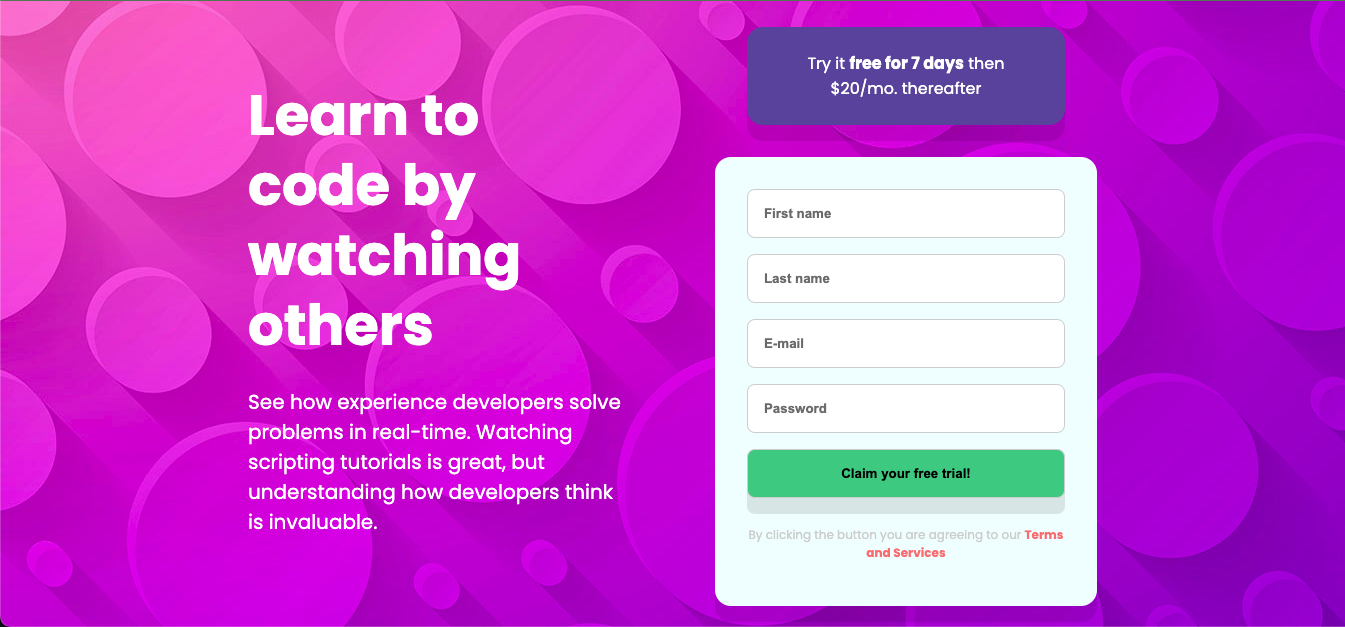 Learn to
code by
watching
others
See how experience developers solve
problems in real-time. Watching
scripting tutorials is great, but
understanding how developers think
is invaluable.
Try it free for 7 days then
$20/mo. thereafter
First name
Last name
E-mail
Password
Claim your free trial!
By clicking the button you are agreeing to our Terms
and Services